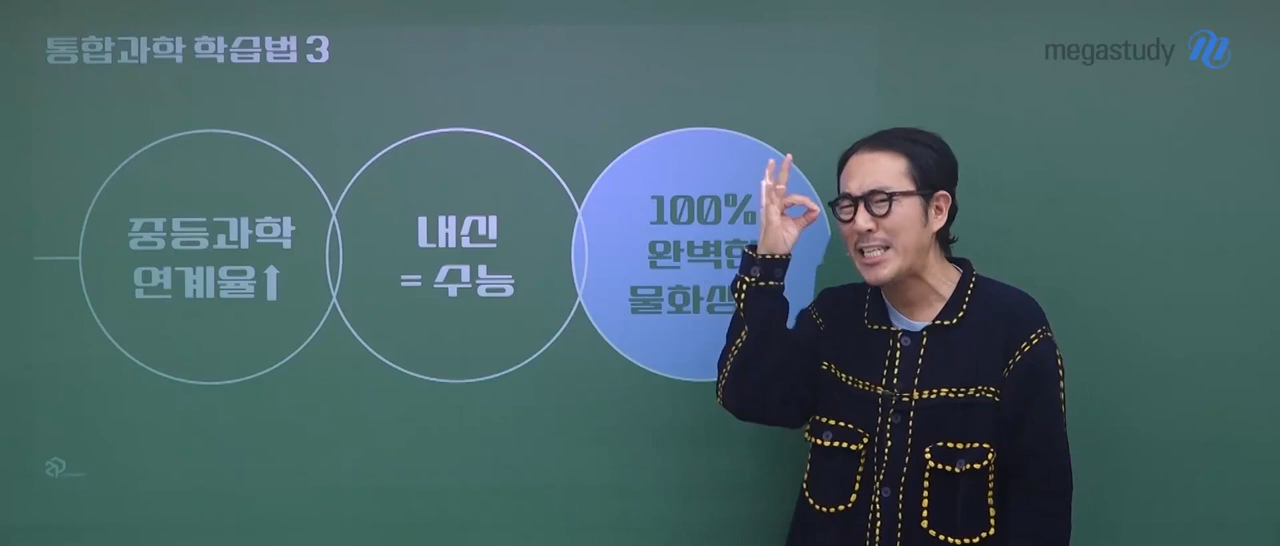 통합과학 학습법 3
megastudy
중등과학
연계율↑
내신
= 수능
100%
완벽한
물화생